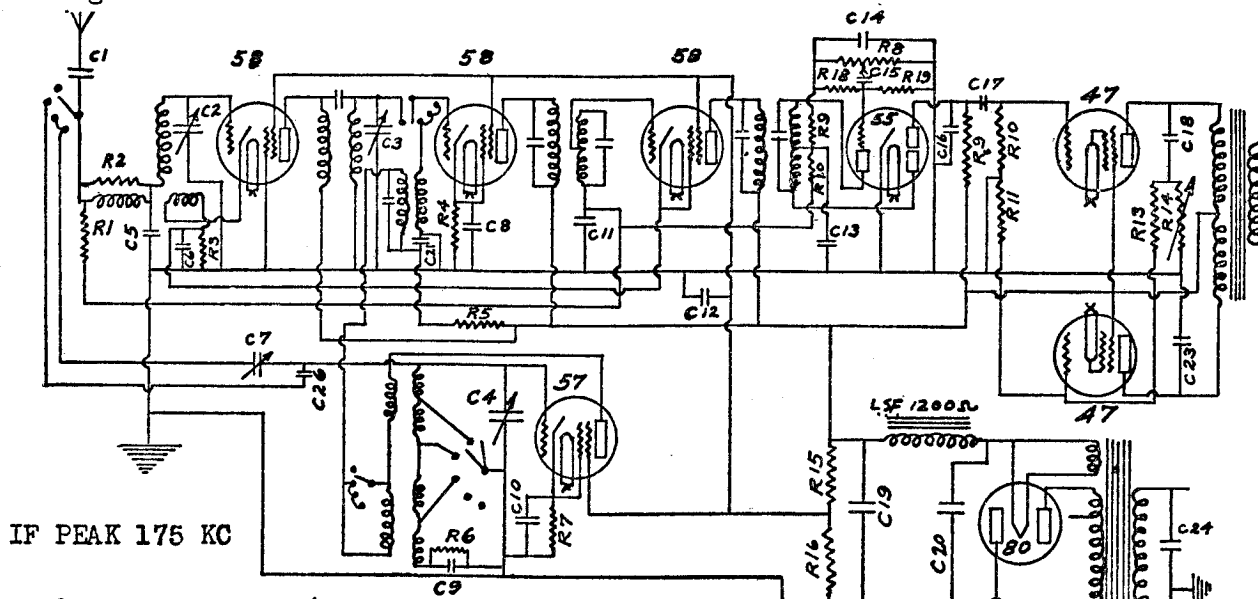 C14
C1
58
58
58
R8
R18
C15
R19
C17
47
C2
C3
R9
55
C16
R9
R10
C18
R2
R10
R1
C5
C6
R3
R4
C8
C21
C11
C13
R11
R13
R14
C12
R5
C7
C26
C23
57
C4
47
LSF 1200Ω
R15
C19
C10
R7
IF PEAK 175 KC
R6
R16
C20
80
C24
C9